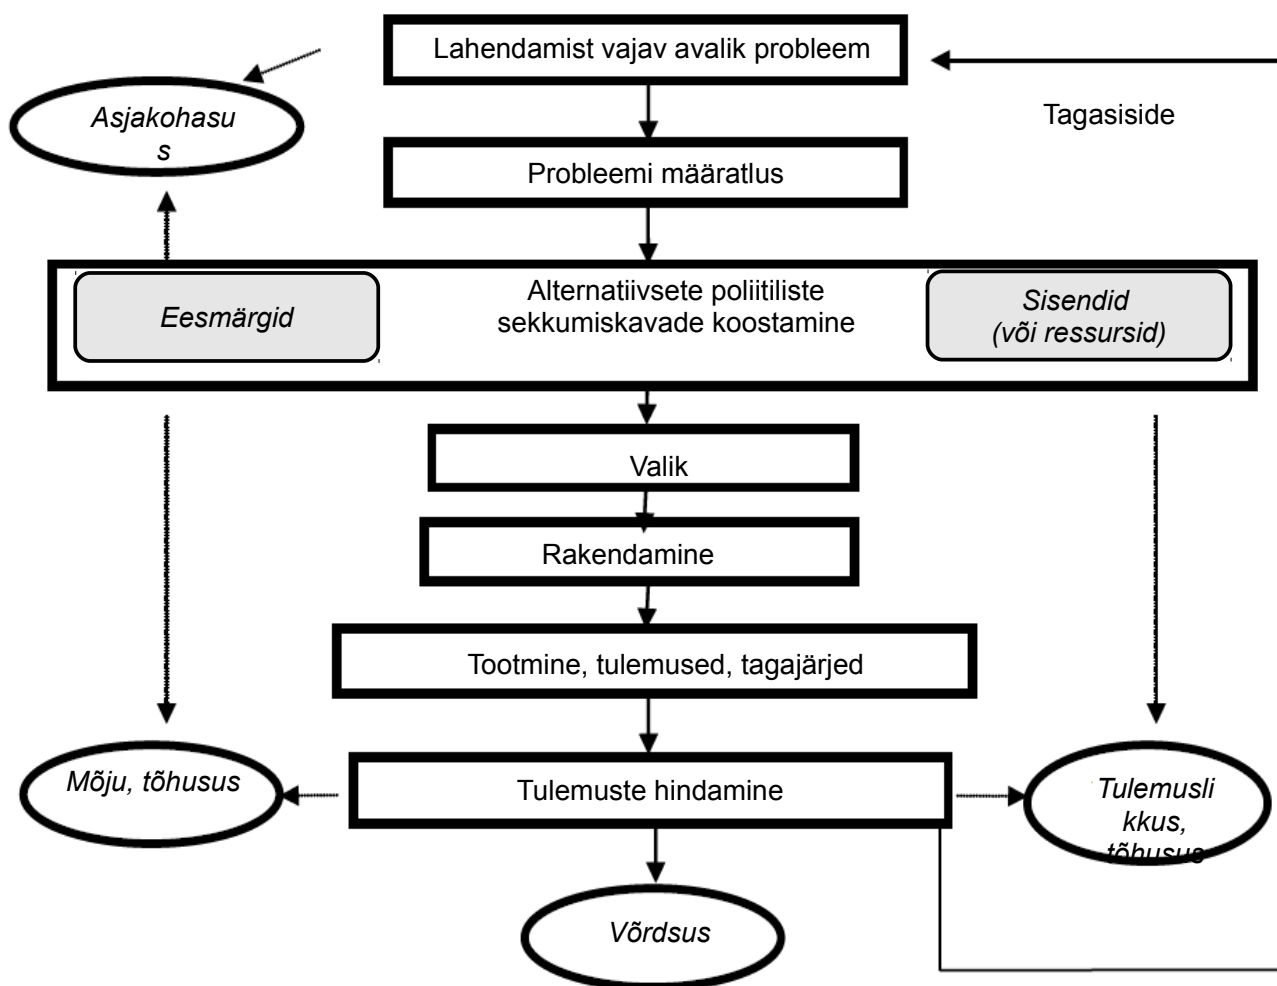 Lahendamist vajav avalik probleem
Asjakohasu
s
Tagasiside
Probleemi määratlus
Eesmärgid
Alternatiivsete poliitiliste
sekkumiskavade koostamine
Sisendid
(või ressursid)
Valik
Rakendamine
Tootmine, tulemused, tagajärjed
Mõju, tõhusus
Tulemuste hindamine
Tulemusli
kkus,
tõhusus
Võrdsus